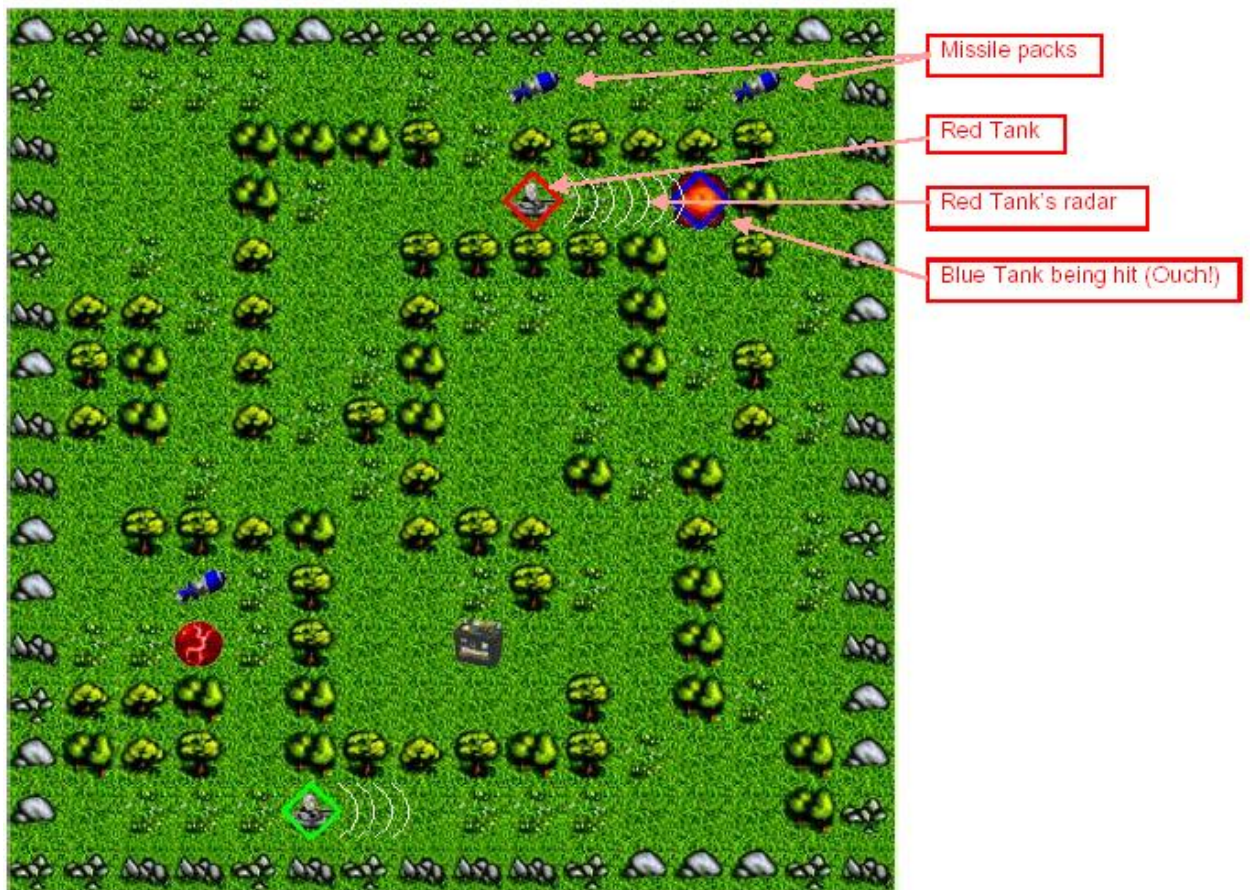 Missile packs
Red Tank
Red Tank's radar
Blue Tank being hit (Ouch!)